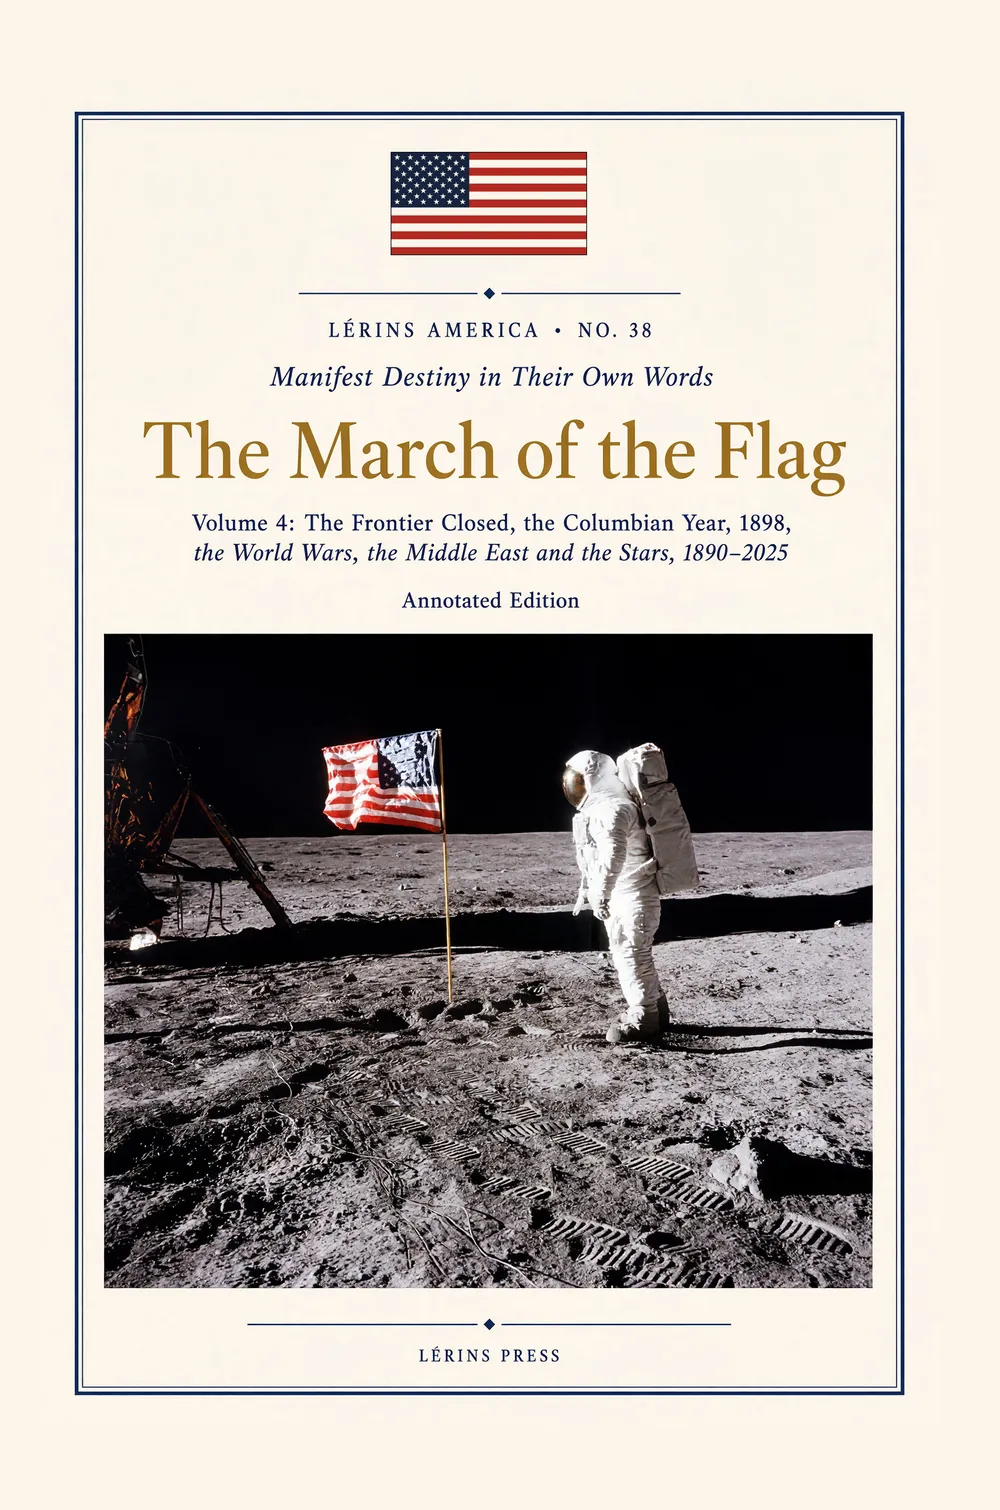 LÉRINS AMERICA • NO. 38
Manifest Destiny in Their Own Words
The March of the Flag
Volume 4: The Frontier Closed, the Columbian Year, 1898,
the World Wars, the Middle East and the Stars, 1890–2025
Annotated Edition
LÉRINS PRESS